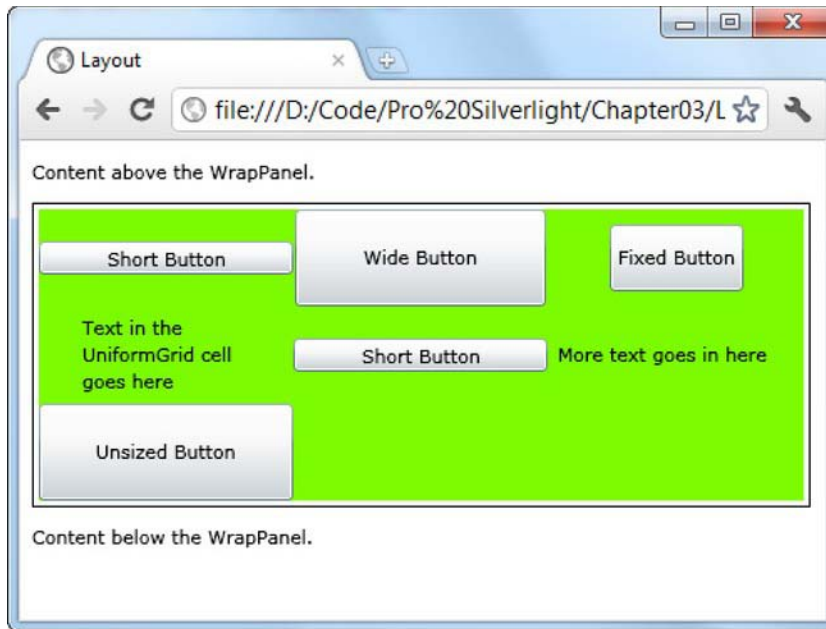 Layout
file:///D:/Code/Pro%20Silverlight/Chapter03/L
Content above the WrapPanel.
Short Button
Wide Button
Fixed Button
Text in the
UniformGrid cell
goes here
Short Button
More text goes in here
Unsized Button
Content below the WrapPanel.